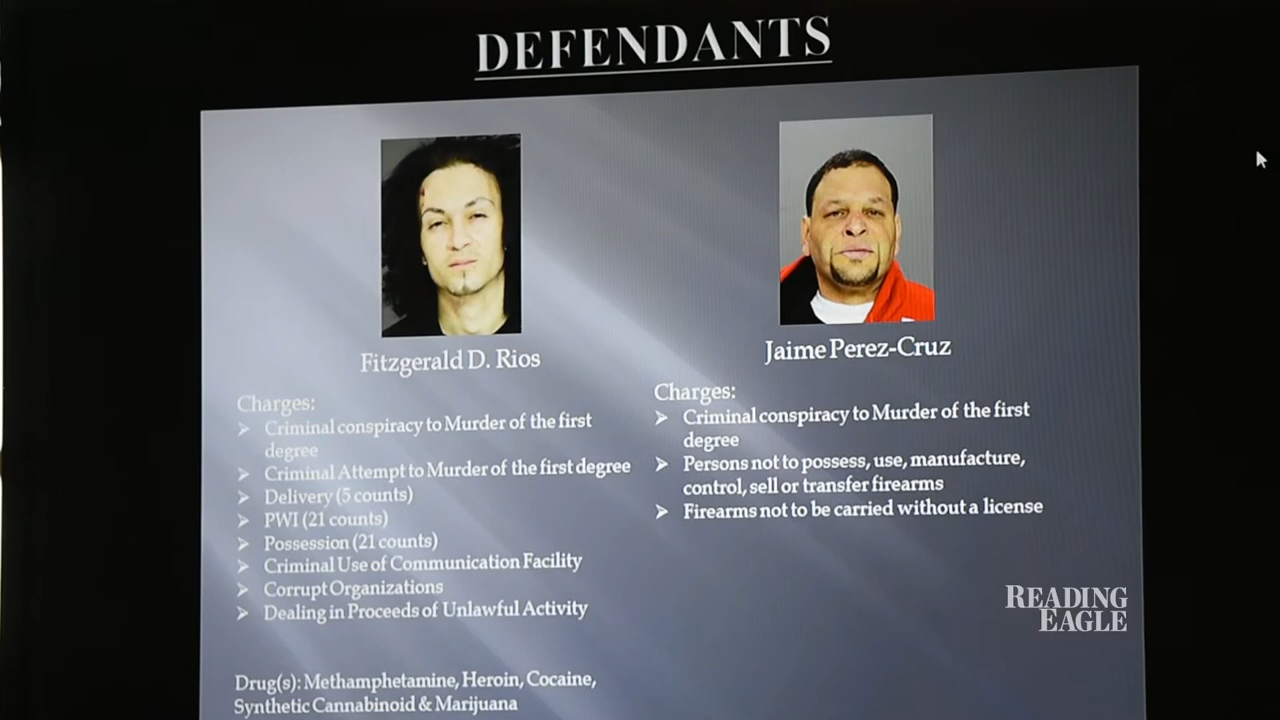 DEFENDANTS
Fitzgerald D. Rios
Charges:
➢ Criminal conspiracy to Murder of the first
degree
➢ Criminal Attempt to Murder of the first degree
➢ Delivery (5 counts)
➢ PWI (21 counts)
➢ Possession (21 counts)
➢ Criminal Use of Communication Facility
➢ Corrupt Organizations
➢ Dealing in Proceeds of Unlawful Activity
Drug(s): Methamphetamine, Heroin, Cocaine,
Synthetic Cannabinoid & Marijuana
Jaime Perez-Cruz
Charges:
➢ Criminal conspiracy to Murder of the first
degree
➢ Persons not to possess, use, manufacture,
control, sell or transfer firearms
➢ Firearms not to be carried without a license
READING
EAGLE